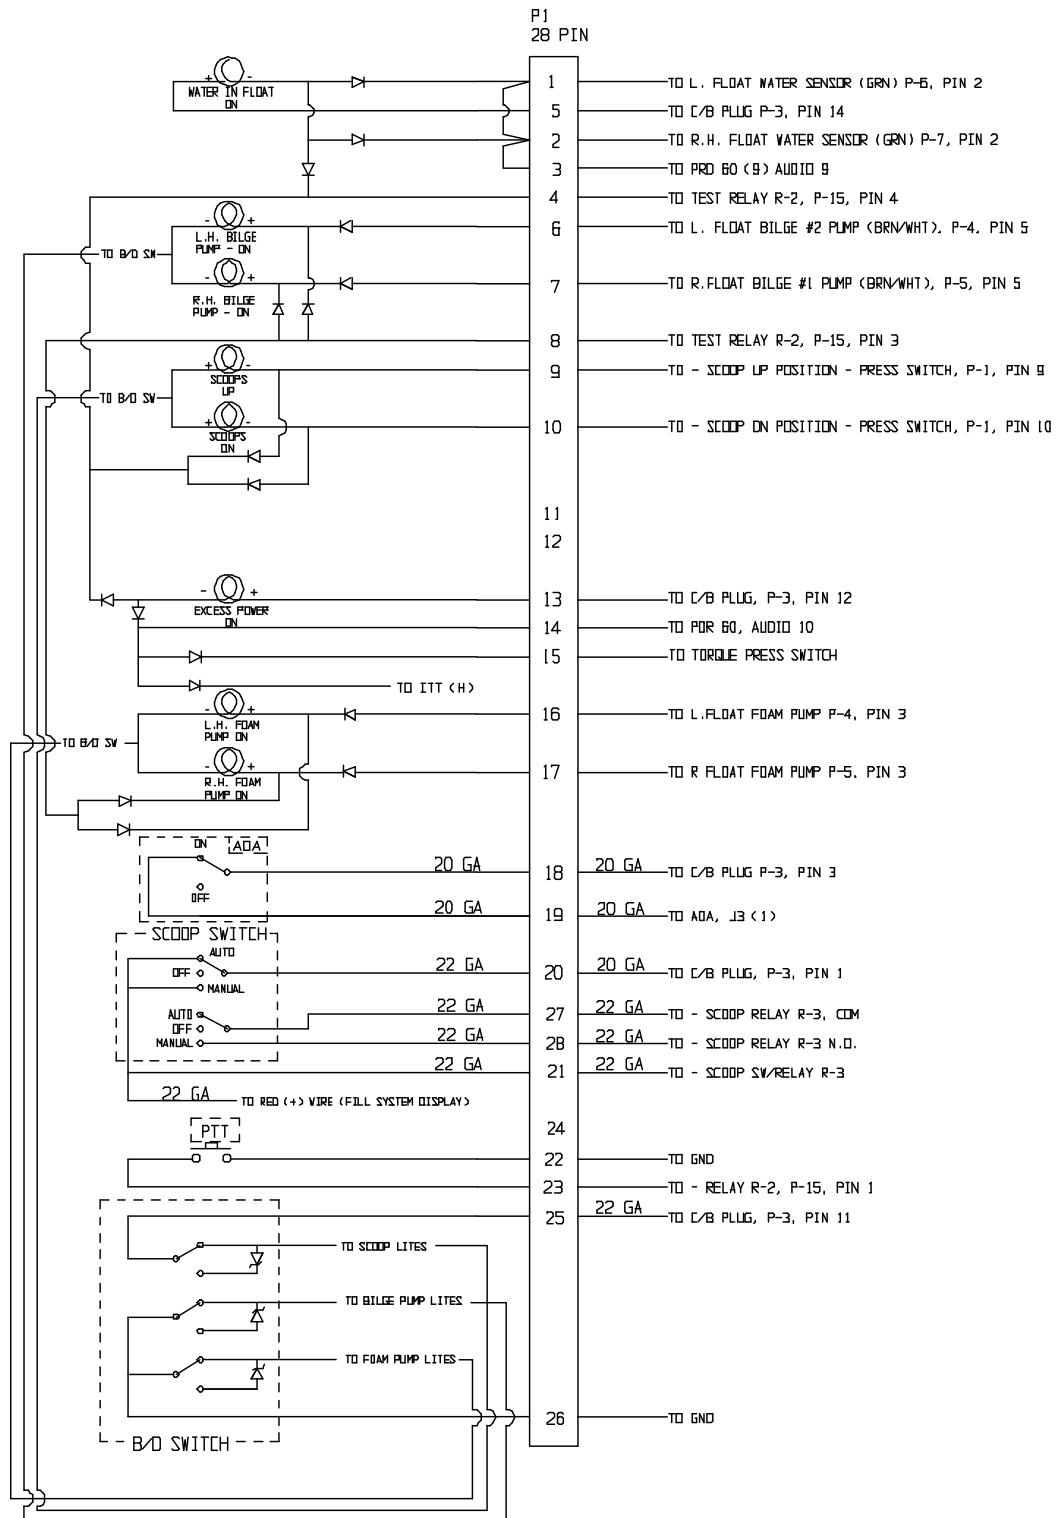 P1
28 PIN
1
TO L. FLOAT WATER SENSOR (GRN) P-6, PIN 2
+ -
WATER IN FLOAT
ON
5
TO C/B PLUG P-3, PIN 14
2
TO R.H. FLOAT WATER SENSOR (GRN) P-7, PIN 2
3
TO PRO 60 (9) AUDIO 9
4
TO TEST RELAY R-2, P-15, PIN 4
- +
L.H. BILGE
PUMP - ON
6
TO L. FLOAT BILGE #2 PUMP (BRN/WHT), P-4, PIN 5
TO B/D SW
- +
R.H. BILGE
PUMP - ON
7
TO R.FLOAT BILGE #1 PUMP (BRN/WHT), P-5, PIN 5
8
TO TEST RELAY R-2, P-15, PIN 3
+ -
SCOOPS
UP
9
TO - SCOOP UP POSITION - PRESS SWITCH, P-1, PIN 9
TO B/D SW
+ -
SCOOPS
ON
10
TO - SCOOP ON POSITION - PRESS SWITCH, P-1, PIN 10
11
12
- +
EXCESS POWER
ON
13
TO C/B PLUG, P-3, PIN 12
14
TO PDR 60, AUDIO 10
15
TO TORQUE PRESS SWITCH
TO ITT (H)
- +
L.H. FOAM
PUMP ON
16
TO L.FLOAT FOAM PUMP P-4, PIN 3
TO B/D SW
- +
R.H. FOAM
PUMP ON
17
TO R FLOAT FOAM PUMP P-5, PIN 3
ON
AOA
OFF
20 GA
18
20 GA
TO C/B PLUG P-3, PIN 3
20 GA
19
20 GA
TO AOA, J3 (1)
SCOOP SWITCH
AUTO
OFF
MANUAL
22 GA
20
20 GA
TO C/B PLUG, P-3, PIN 1
AUTO
OFF
MANUAL
22 GA
27
22 GA
TO - SCOOP RELAY R-3, COM
22 GA
28
22 GA
TO - SCOOP RELAY R-3 N.O.
22 GA
21
22 GA
TO - SCOOP SW/RELAY R-3
22 GA
TO RED (+) WIRE (FILL SYSTEM DISPLAY)
24
PTT
22
TO GND
23
TO - RELAY R-2, P-15, PIN 1
25
22 GA
TO C/B PLUG, P-3, PIN 11
TO SCOOP LITES
TO BILGE PUMP LITES
TO FOAM PUMP LITES
26
TO GND
B/D SWITCH